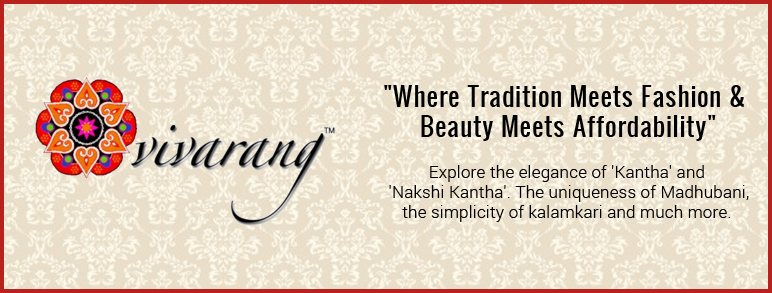 vivarang™
"Where Tradition Meets Fashion &
Beauty Meets Affordability"
Explore the elegance of 'Kantha' and
'Nakshi Kantha'. The uniqueness of Madhubani,
the simplicity of kalamkari and much more.